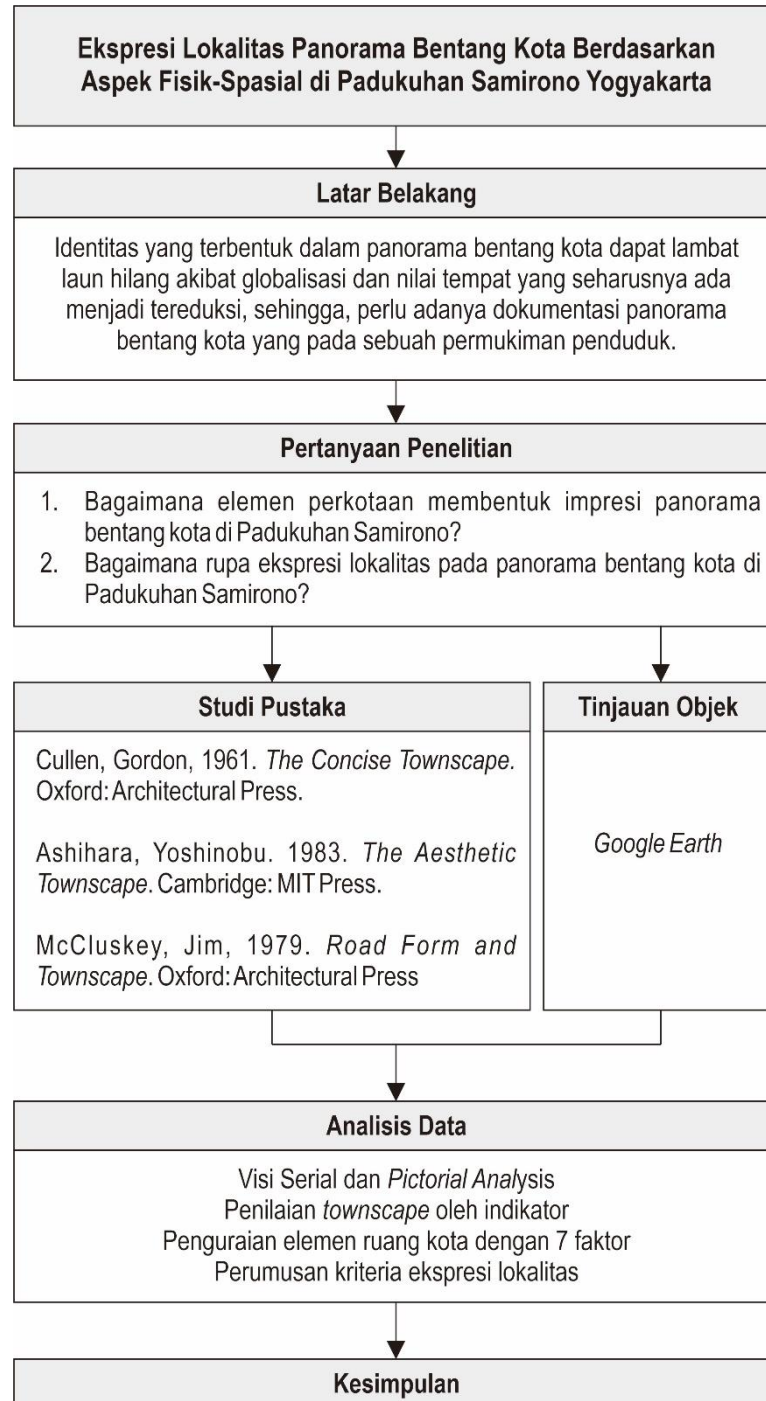 Ekspresi Lokalitas Panorama Bentang Kota Berdasarkan
Aspek Fisik-Spasial di Padukuhan Samirono Yogyakarta
Latar Belakang
Identitas yang terbentuk dalam panorama bentang kota dapat lambat
laun hilang akibat globalisasi dan nilai tempat yang seharusnya ada
menjadi tereduksi, sehingga, perlu adanya dokumentasi panorama
bentang kota yang pada sebuah permukiman penduduk.
Pertanyaan Penelitian
1. Bagaimana elemen perkotaan membentuk impresi panorama
bentang kota di Padukuhan Samirono?
2. Bagaimana rupa ekspresi lokalitas pada panorama bentang kota di
Padukuhan Samirono?
Studi Pustaka
Cullen, Gordon, 1961. The Concise Townscape.
Oxford: Architectural Press.
Ashihara, Yoshinobu. 1983. The Aesthetic
Townscape. Cambridge: MIT Press.
McCluskey, Jim, 1979. Road Form and
Townscape. Oxford: Architectural Press
Tinjauan Objek
Google Earth
Analisis Data
Visi Serial dan Pictorial Analysis
Penilaian townscape oleh indikator
Penguraian elemen ruang kota dengan 7 faktor
Perumusan kriteria ekspresi lokalitas
Kesimpulan